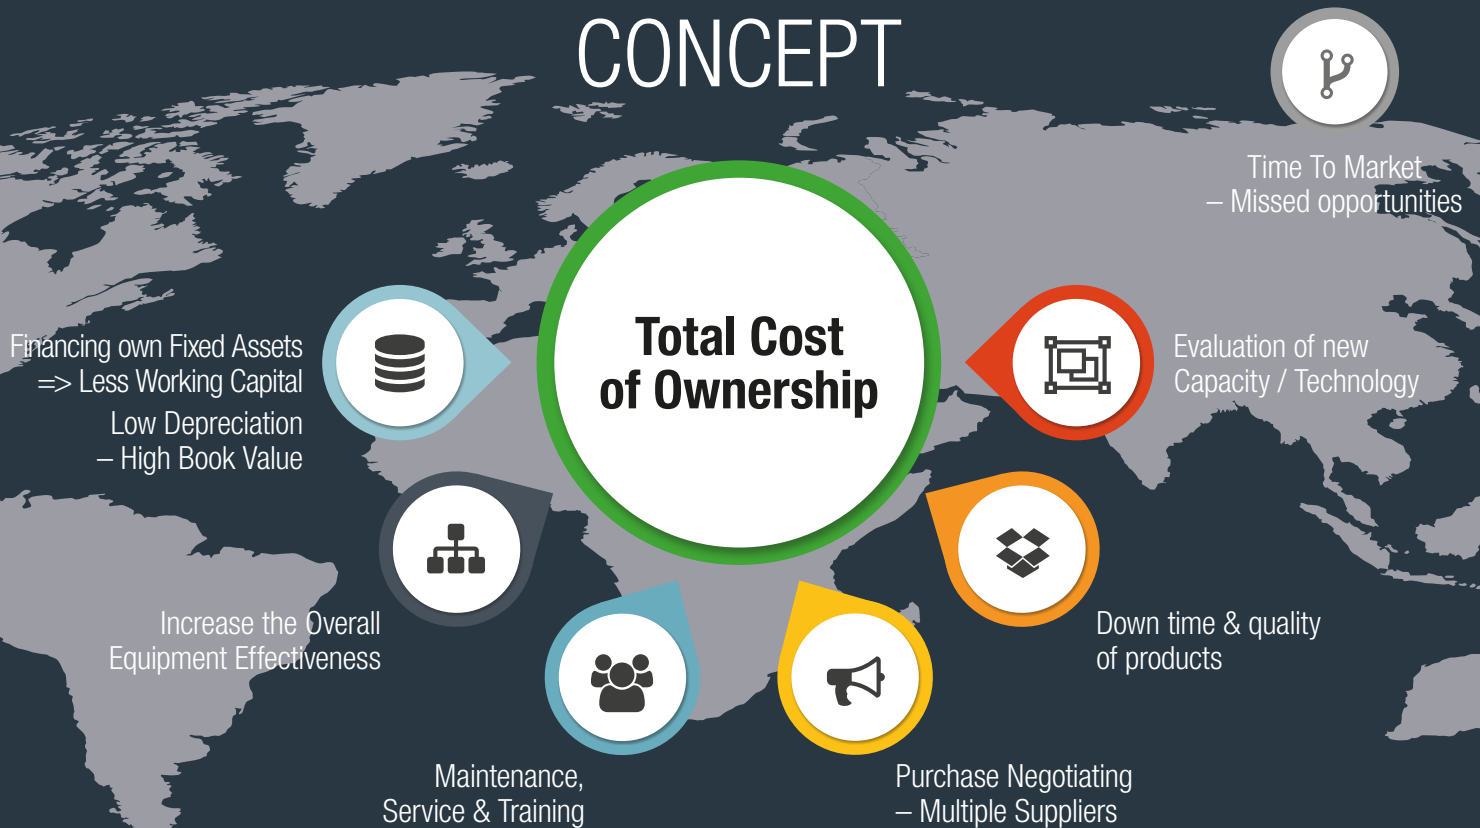 CONCEPT
Time To Market
– Missed opportunities
Total Cost
of Ownership
Financing own Fixed Assets
=> Less Working Capital
Low Depreciation
– High Book Value
Evaluation of new
Capacity / Technology
Increase the Overall
Equipment Effectiveness
Down time & quality
of products
Maintenance,
Service & Training
Purchase Negotiating
– Multiple Suppliers